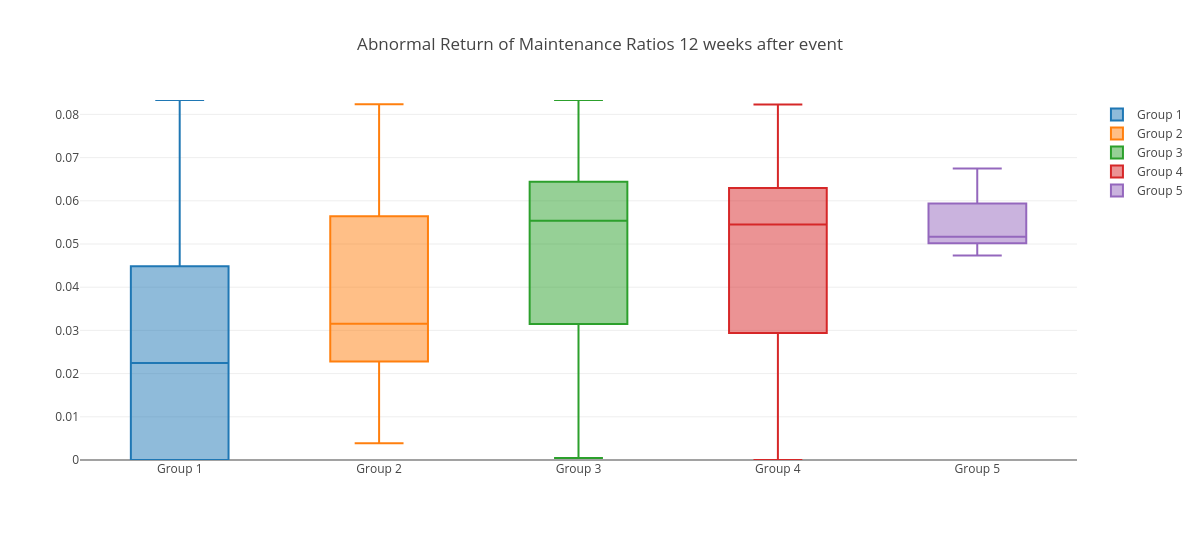 Abnormal Return of Maintenance Ratios 12 weeks after event
0.08
0.07
0.06
0.05
0.04
0.03
0.02
0.01
0
Group 1
Group 2
Group 3
Group 4
Group 5
Group 1
Group 2
Group 3
Group 4
Group 5